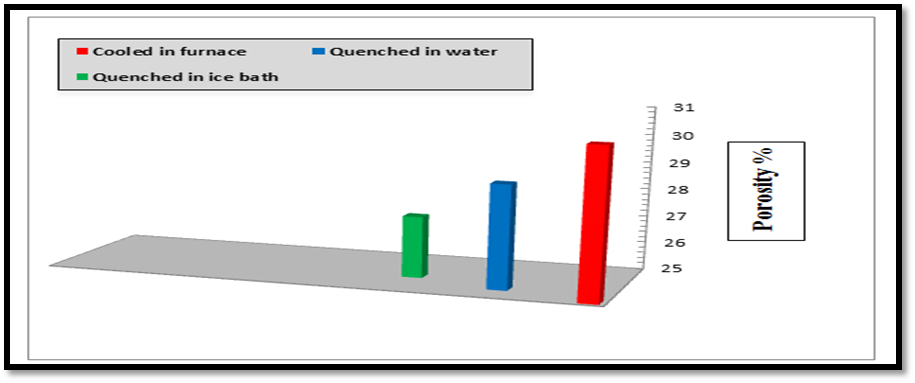 Cooled in furnace
Quenched in water
Quenched in ice bath
31
30
29
28
27
26
25
Porosity %